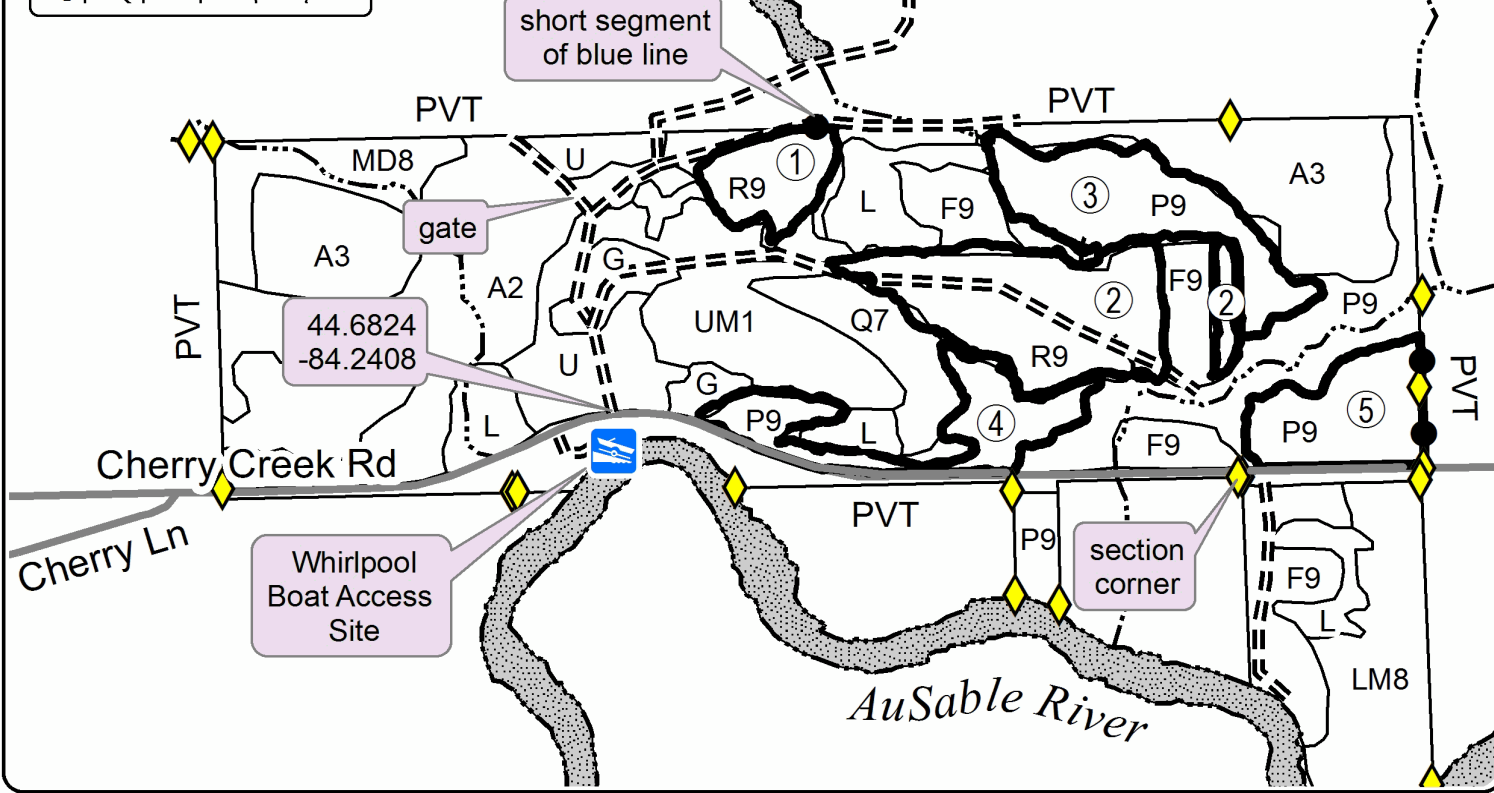 short segment
of blue line
PVT
PVT
MD8
U
1
R9
A3
L
F9
3
P9
gate
A3
G
A2
F9
2
2
P9
PVT
44.6824
-84.2408
UM1
Q7
R9
PVT
U
G
P9
L
4
5
P9
L
F9
Cherry Creek Rd
Cherry Ln
PVT
P9
section
corner
Whirlpool
Boat Access
Site
F9
L
LM8
AuSable River